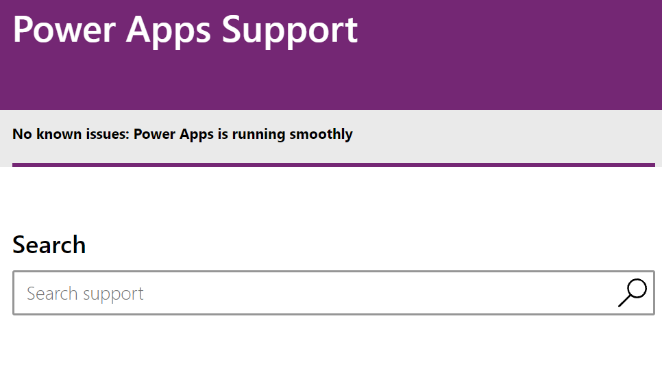 Power Apps Support
No known issues: Power Apps is running smoothly
Search
Search support